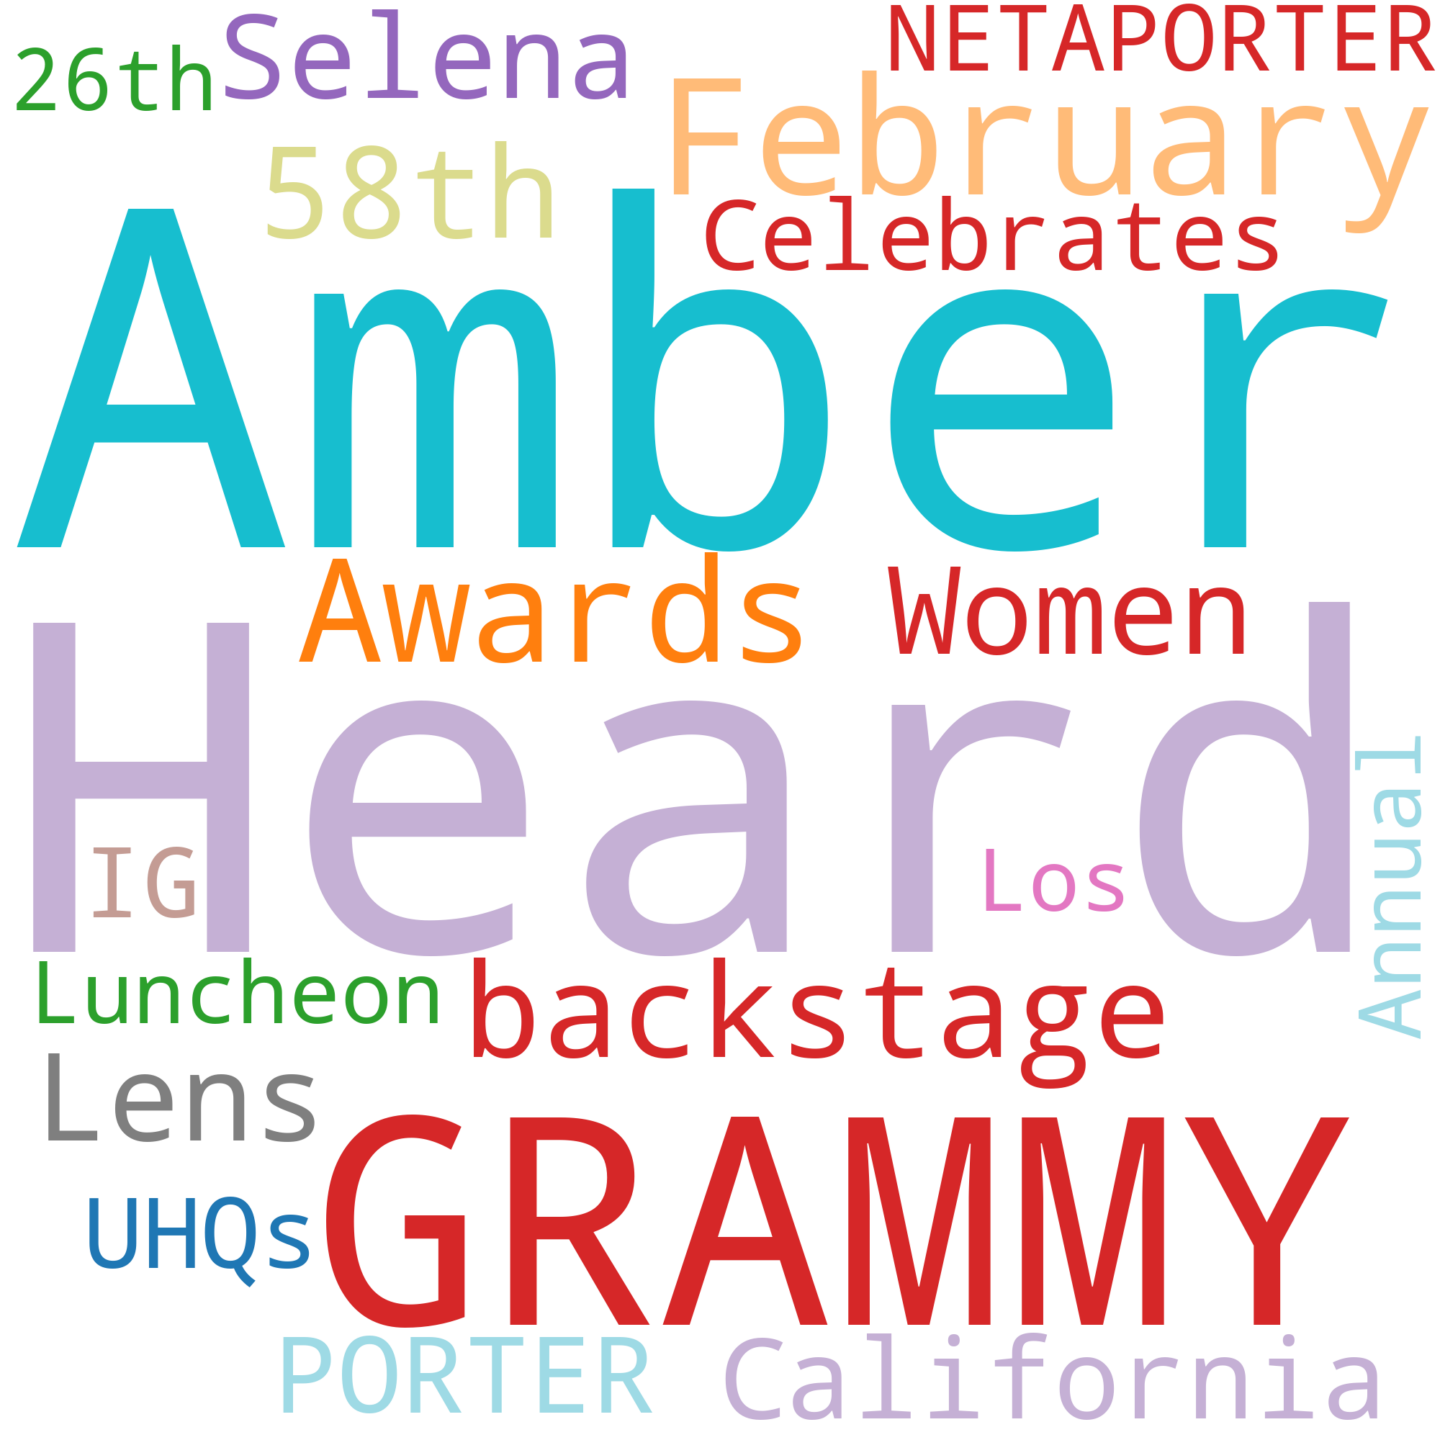 26th Selena NETAPORTER
58th February
Celebrates
Amber
Awards Women
Heard
IG Los Annual
Luncheon backstage
Lens
GRAMMY
UHQs
PORTER California